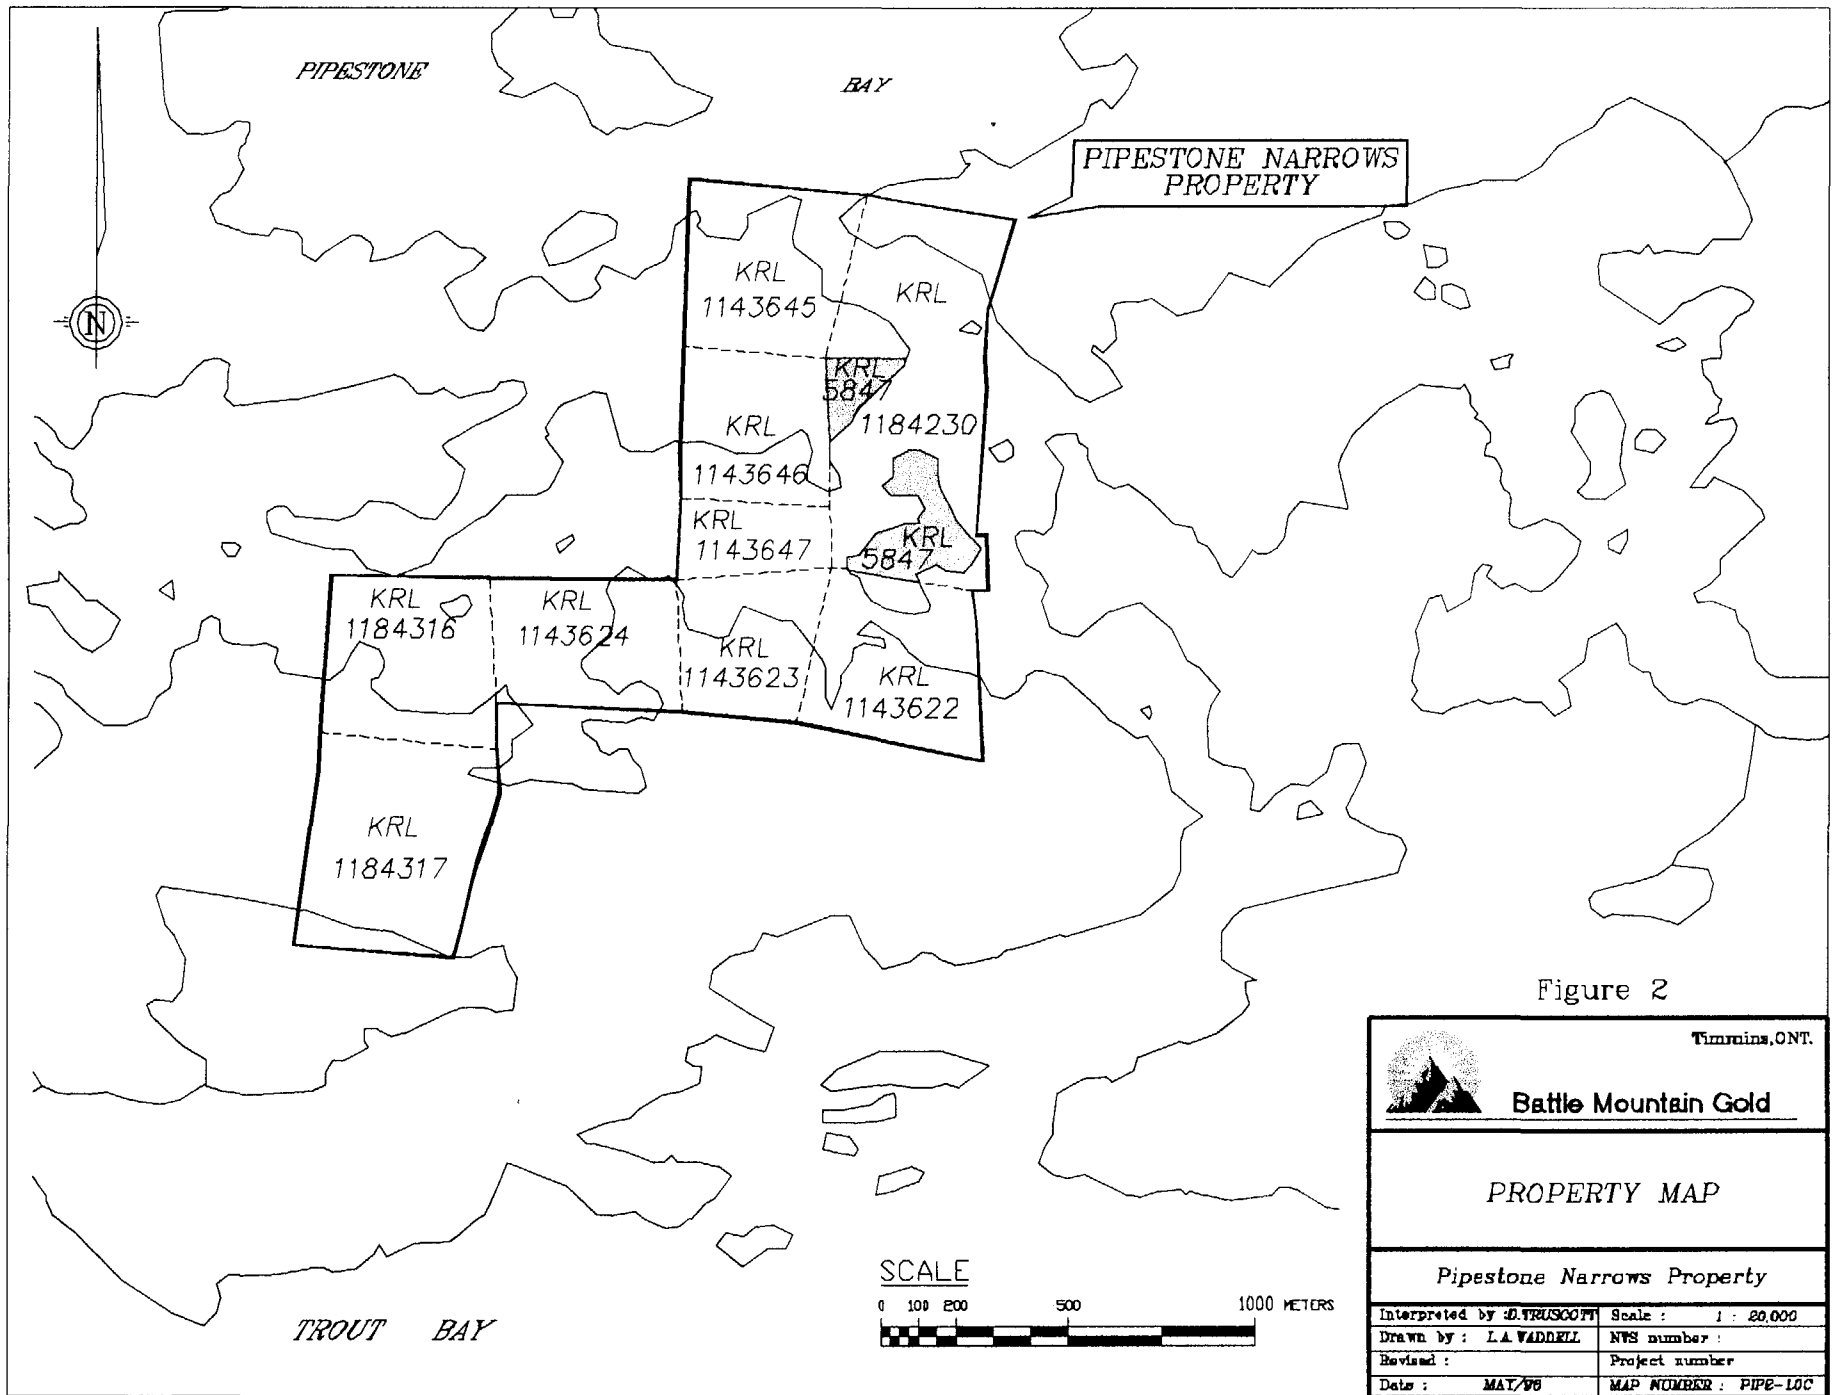 PIPESTONE BAY
PIPESTONE NARROWS
PROPERTY
N
KRL
1143645
KRL
KRL
5847
1184230
KRL
1143646
KRL
1143647
KRL
5847
KRL
1184316
KRL
1143624
KRL
1143623
KRL
1143622
KRL
1184317
Figure 2
Timmins,ONT.
Battle Mountain Gold
PROPERTY MAP
Pipestone Narrows Property
Interpreted by :D.TRUSCOTT Scale : 1 : 20,000
Drawn by : L.A WADDELL NTS number :
Revised : Project number
Date : MAY/ MAP NUMBER : PIPE-LOC
SCALE
0 100 200 500 1000 METERS
TROUT BAY